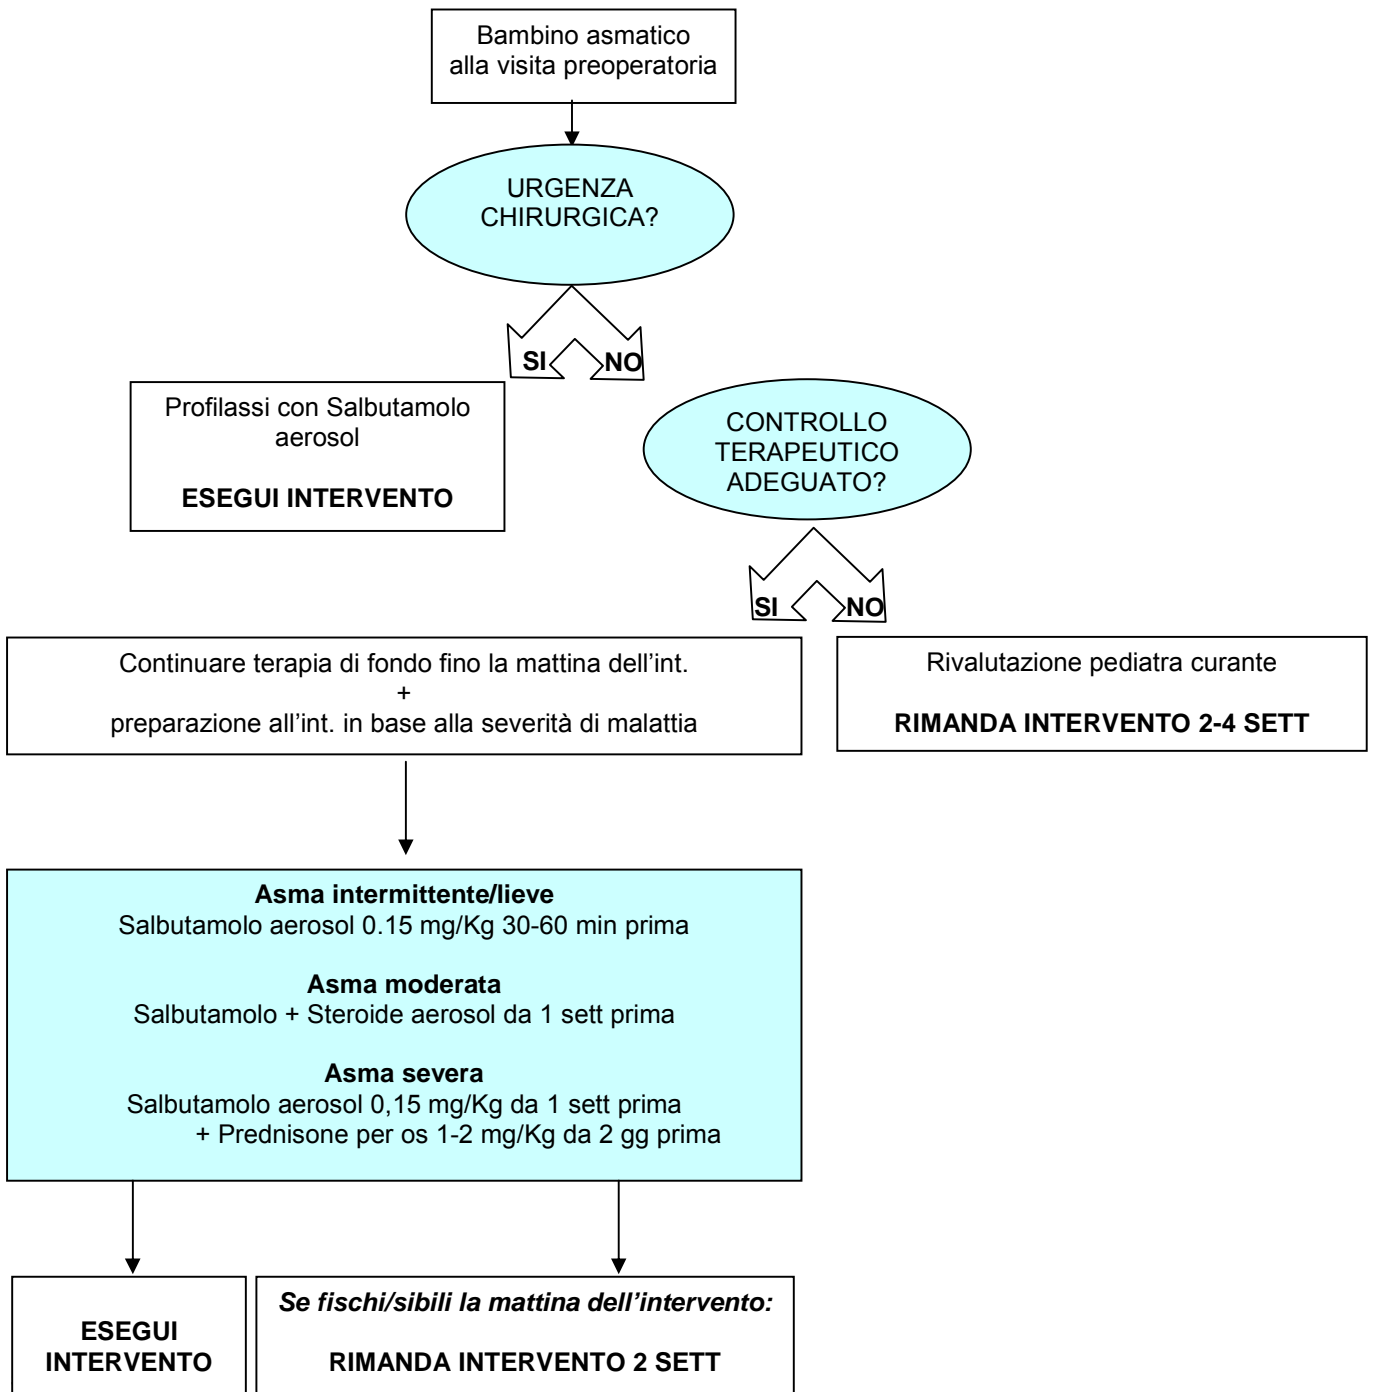 Bambino asmatico
alla visita preoperatoria
URGENZA
CHIRURGICA?
SI
NO
Profilassi con Salbutamolo
aerosol
ESEGUI INTERVENTO
CONTROLLO
TERAPEUTICO
ADEGUATO?
SI
NO
Continuare terapia di fondo fino la mattina dell’int.
+
preparazione all’int. in base alla severità di malattia
Rivalutazione pediatra curante
RIMANDA INTERVENTO 2-4 SETT
Asma intermittente/lieve
Salbutamolo aerosol 0.15 mg/Kg 30-60 min prima
Asma moderata
Salbutamolo + Steroide aerosol da 1 sett prima
Asma severa
Salbutamolo aerosol 0,15 mg/Kg da 1 sett prima
+ Prednisone per os 1-2 mg/Kg da 2 gg prima
ESEGUI
INTERVENTO
Se fischi/sibili la mattina dell’intervento:
RIMANDA INTERVENTO 2 SETT